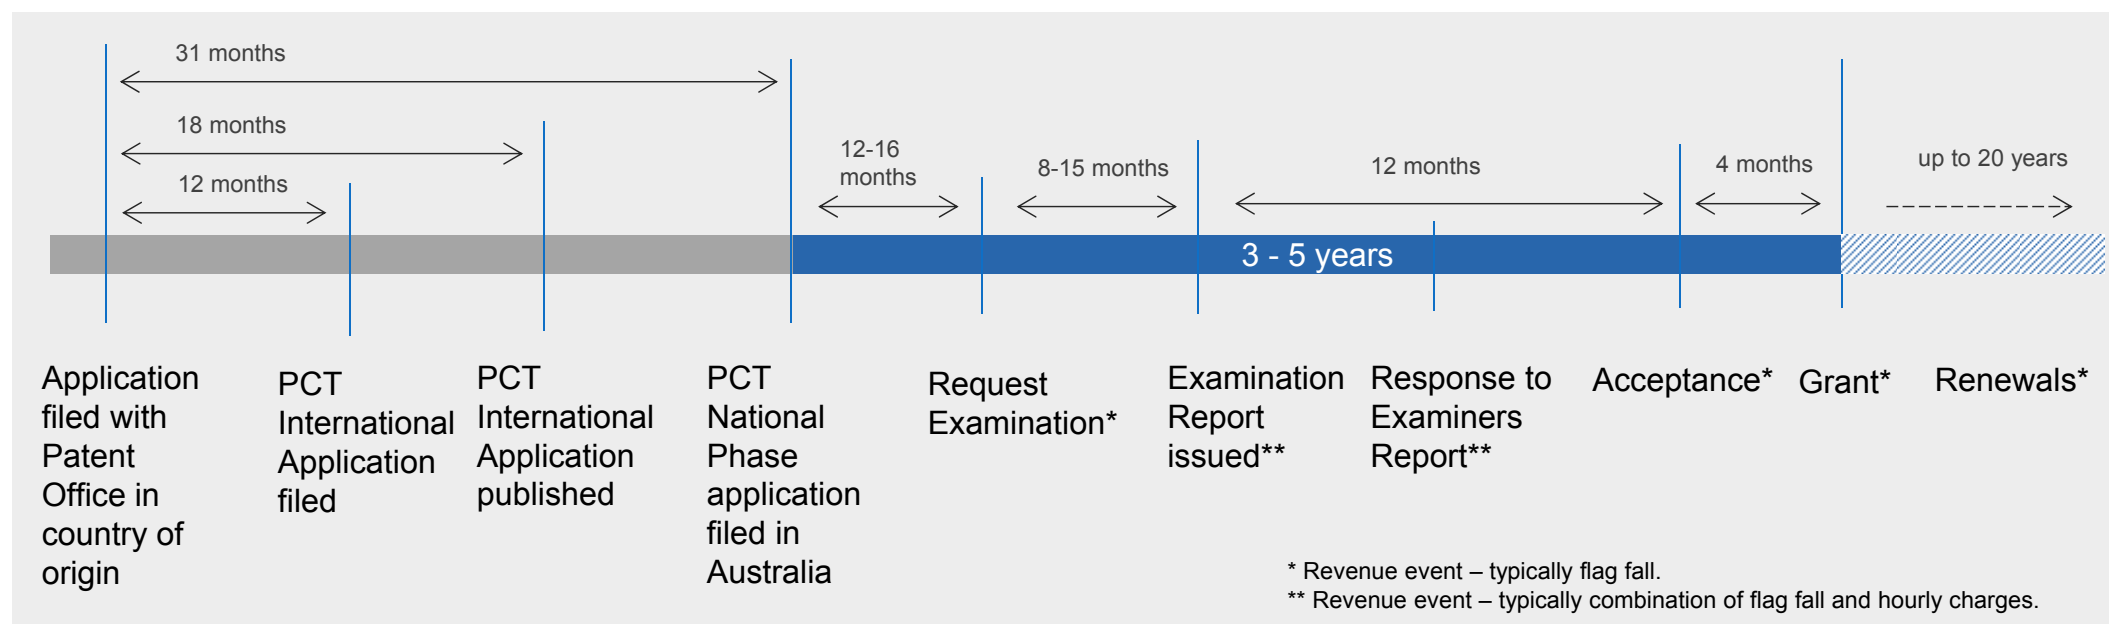 31 months
18 months
12 months
12-16
months
8-15 months
12 months
4 months
up to 20 years
3 - 5 years
Application
filed with
Patent
Office in
country of
origin
PCT
International
Application
filed
PCT
International
Application
published
PCT
National
Phase
application
filed in
Australia
Request
Examination*
Examination
Report
issued**
Response to
Examiners
Report**
Acceptance*
Grant*
Renewals*
* Revenue event – typically flag fall.
** Revenue event – typically combination of flag fall and hourly charges.